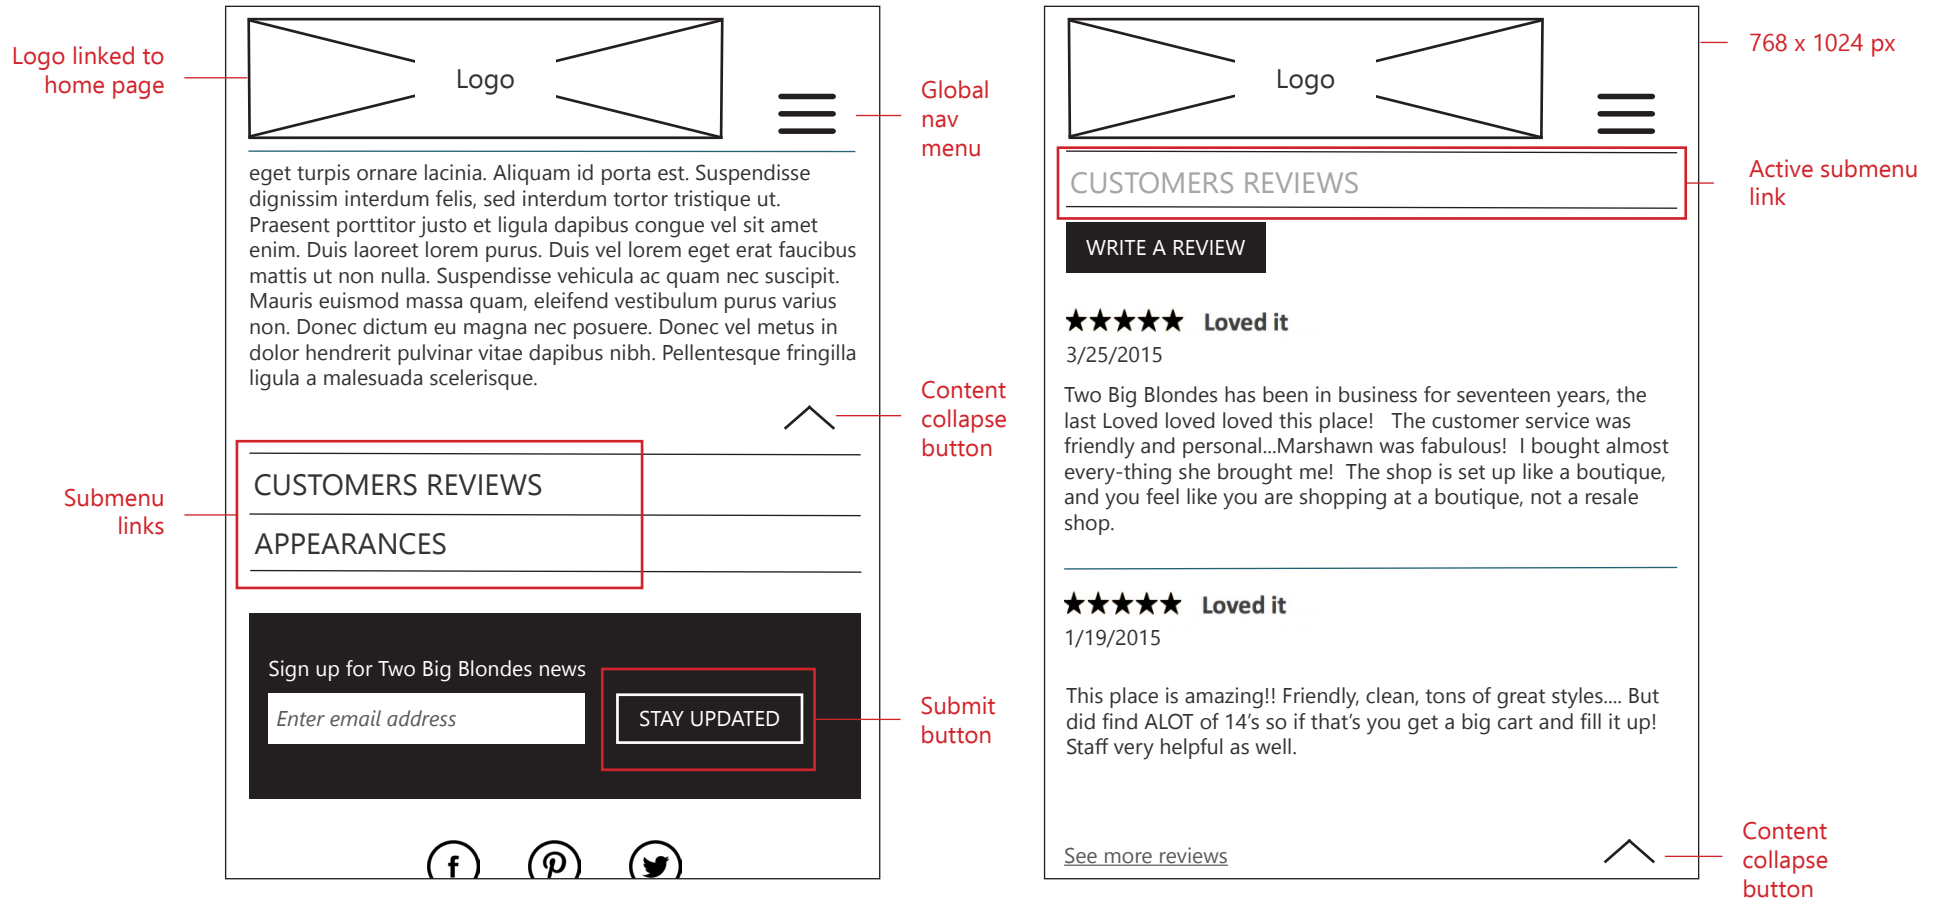 Logo linked to
home page
Logo
Global
nav
menu
eget turpis ornare lacinia. Aliquam id porta est. Suspendisse
dignissim interdum felis, sed interdum tortor tristique ut.
Praesent porttitor justo et ligula dapibus congue vel sit amet
enim. Duis laoreet lorem purus. Duis vel lorem eget erat faucibus
mattis ut non nulla. Suspendisse vehicula ac quam nec suscipit.
Mauris euismod massa quam, eleifend vestibulum purus varius
non. Donec dictum eu magna nec posuere. Donec vel metus in
dolor hendrerit pulvinar vitae dapibus nibh. Pellentesque fringilla
ligula a malesuada scelerisque.
Content
collapse
button
CUSTOMERS REVIEWS
APPEARANCES
Submenu
links
Sign up for Two Big Blondes news
Enter email address
STAY UPDATED
Submit
button
Logo
768 x 1024 px
CUSTOMERS REVIEWS
Active submenu
link
WRITE A REVIEW
Loved it
3/25/2015
Two Big Blondes has been in business for seventeen years, the
last Loved loved loved this place!   The customer service was
friendly and personal...Marshawn was fabulous!  I bought almost
every-thing she brought me!  The shop is set up like a boutique,
and you feel like you are shopping at a boutique, not a resale
shop.
Loved it
1/19/2015
This place is amazing!! Friendly, clean, tons of great styles.... But
did find ALOT of 14's so if that's you get a big cart and fill it up!
Staff very helpful as well.
See more reviews
Content
collapse
button